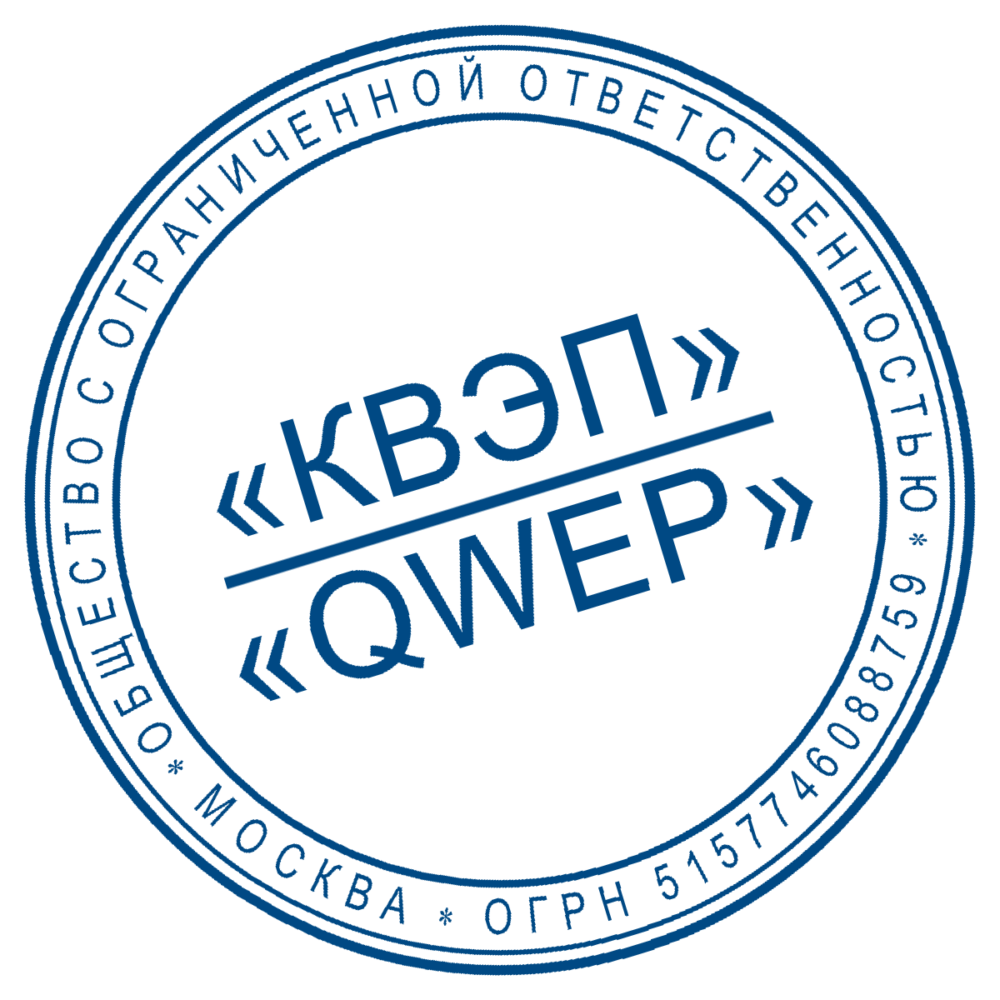 ОБЩЕСТВО С ОГРАНИЧЕННОЙ ОТВЕТСТВЕННОСТЬЮ *
МОСКВА * ОГРН 5157746088759 *
«КВЭП»
«QWEP»